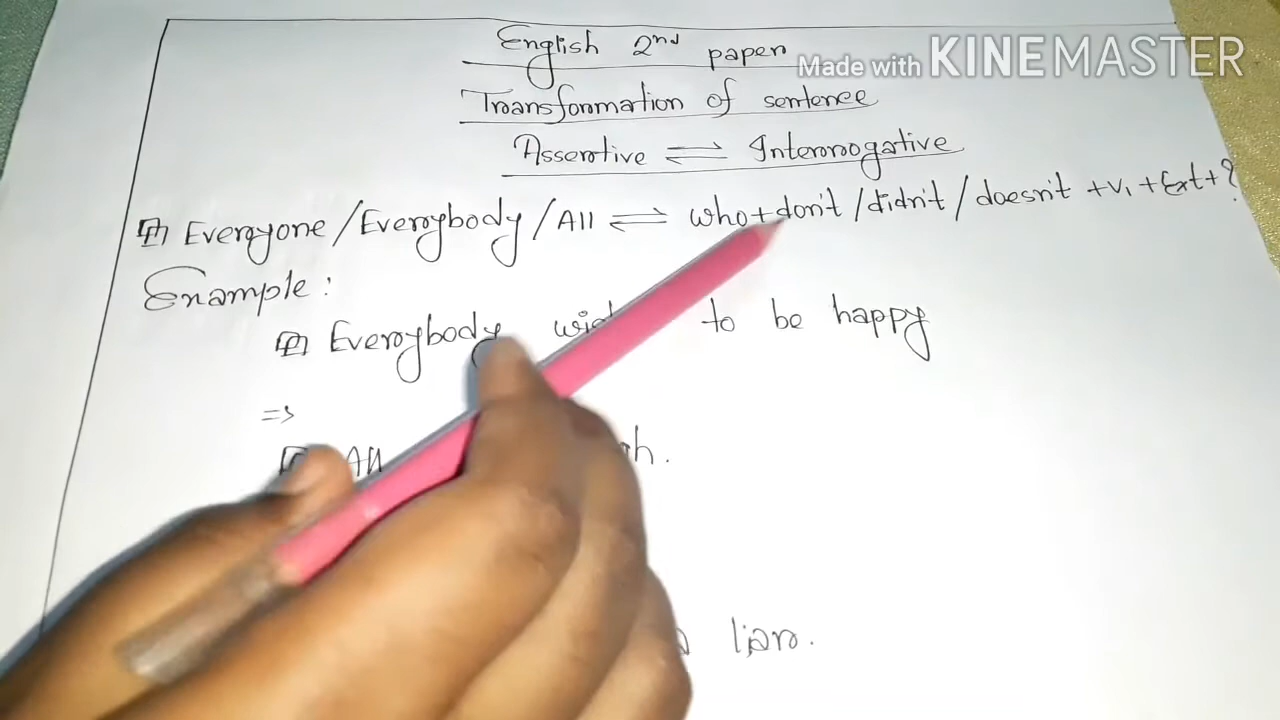 English 2nd paper
Made with KINEMASTER
Transformation of sentence
Assertive ⇌ Interrogative
Everyone/Everybody/All ⇌ who+don't/didn't/doesn't +V1+Ext+?
Example:
Everybody to be happy
⇒
All
liar.